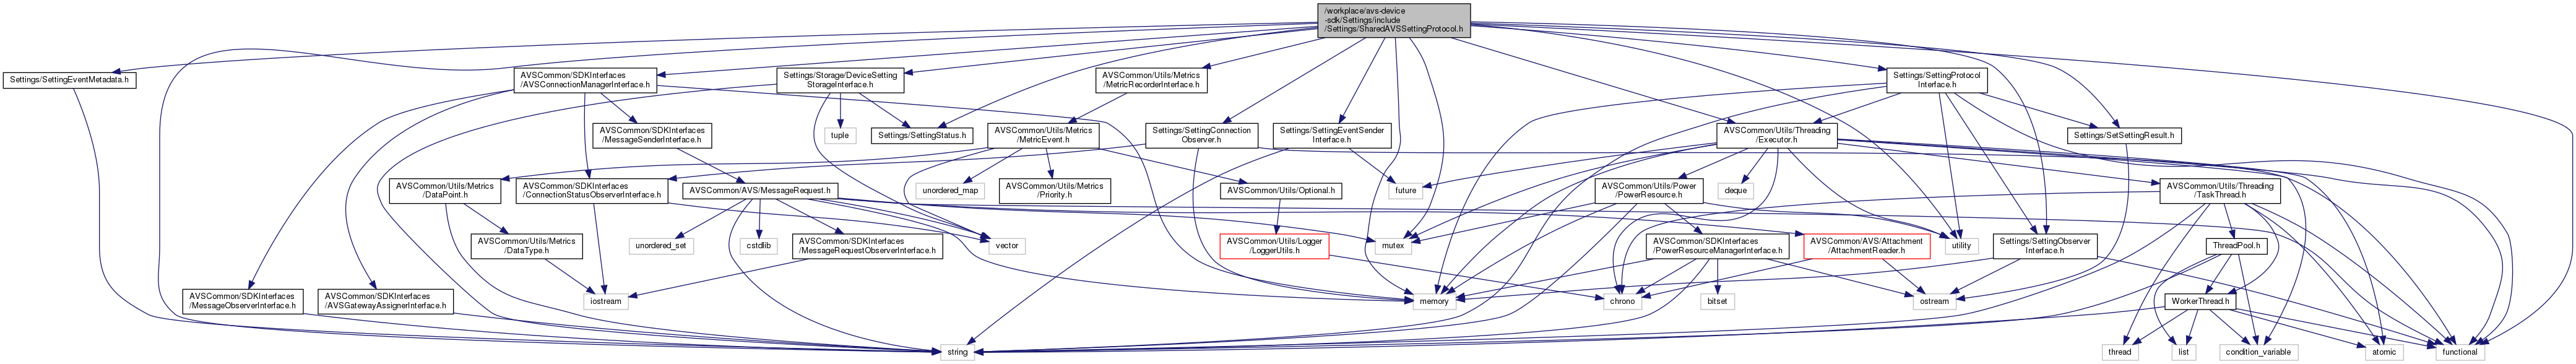 /workplace/avs-device
-sdk/Settings/include
/Settings/SharedAVSSettingProtocol.h
Settings/SettingEventMetadata.h
AVSCommon/SDKInterfaces
/AVSConnectionManagerInterface.h
Settings/Storage/DeviceSetting
StorageInterface.h
AVSCommon/Utils/Metrics
/MetricRecorderInterface.h
Settings/SettingProtocol
Interface.h
AVSCommon/SDKInterfaces
/MessageSenderInterface.h
tuple
Settings/SettingStatus.h
AVSCommon/Utils/Metrics
/MetricEvent.h
Settings/SettingConnection
Observer.h
Settings/SettingEventSender
Interface.h
AVSCommon/Utils/Threading
/Executor.h
Settings/SetSettingResult.h
AVSCommon/Utils/Metrics
/DataPoint.h
AVSCommon/SDKInterfaces
/ConnectionStatusObserverInterface.h
AVSCommon/AVS/MessageRequest.h
unordered_map
AVSCommon/Utils/Metrics
/Priority.h
AVSCommon/Utils/Optional.h
future
AVSCommon/Utils/Power
/PowerResource.h
deque
AVSCommon/Utils/Threading
/TaskThread.h
AVSCommon/Utils/Metrics
/DataType.h
unordered_set
cstdlib
AVSCommon/SDKInterfaces
/MessageRequestObserverInterface.h
vector
AVSCommon/Utils/Logger
/LoggerUtils.h
mutex
AVSCommon/SDKInterfaces
/PowerResourceManagerInterface.h
AVSCommon/AVS/Attachment
/AttachmentReader.h
utility
Settings/SettingObserver
Interface.h
ThreadPool.h
AVSCommon/SDKInterfaces
/MessageObserverInterface.h
AVSCommon/SDKInterfaces
/AVSGatewayAssignerInterface.h
iostream
memory
chrono
bitset
ostream
WorkerThread.h
string
thread
list
condition_variable
atomic
functional